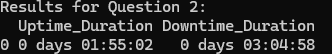 Results for Question 2:
  Uptime_Duration Downtime_Duration
0 0 days 01:55:02   0 days 03:04:58